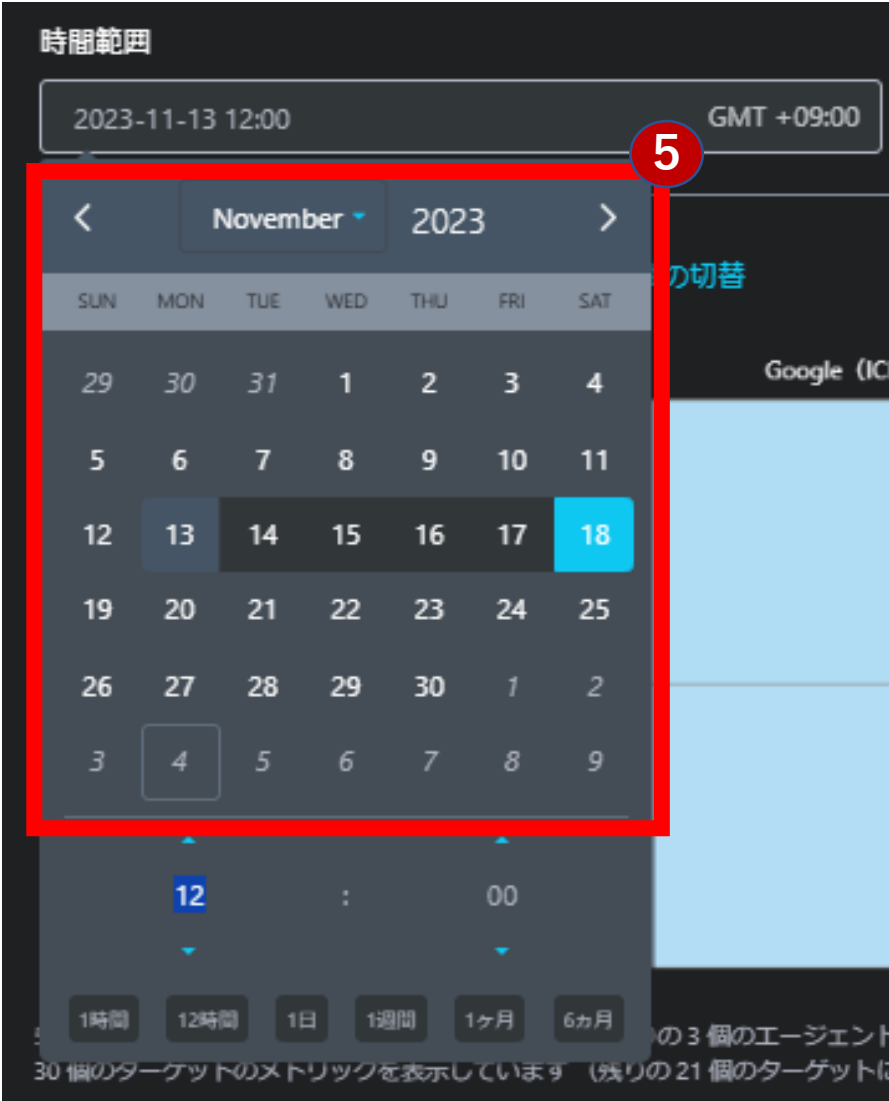 時間範囲
2023-11-13 12:00 GMT +09:00
5
November 2023
の切替
SUN MON TUE WED THU FRI SAT
Google (IC
29 30 31 1 2 3 4
5 6 7 8 9 10 11
12 13 14 15 16 17 18
19 20 21 22 23 24 25
26 27 28 29 30 1 2
3 4 5 6 7 8 9
12 : 00
1時間 12時間 1日 1週間 1ヶ月 6カ月
の 3 個のエージェント
30 個のターゲットのメトリックを表示しています (残りの 21 個のターゲットに